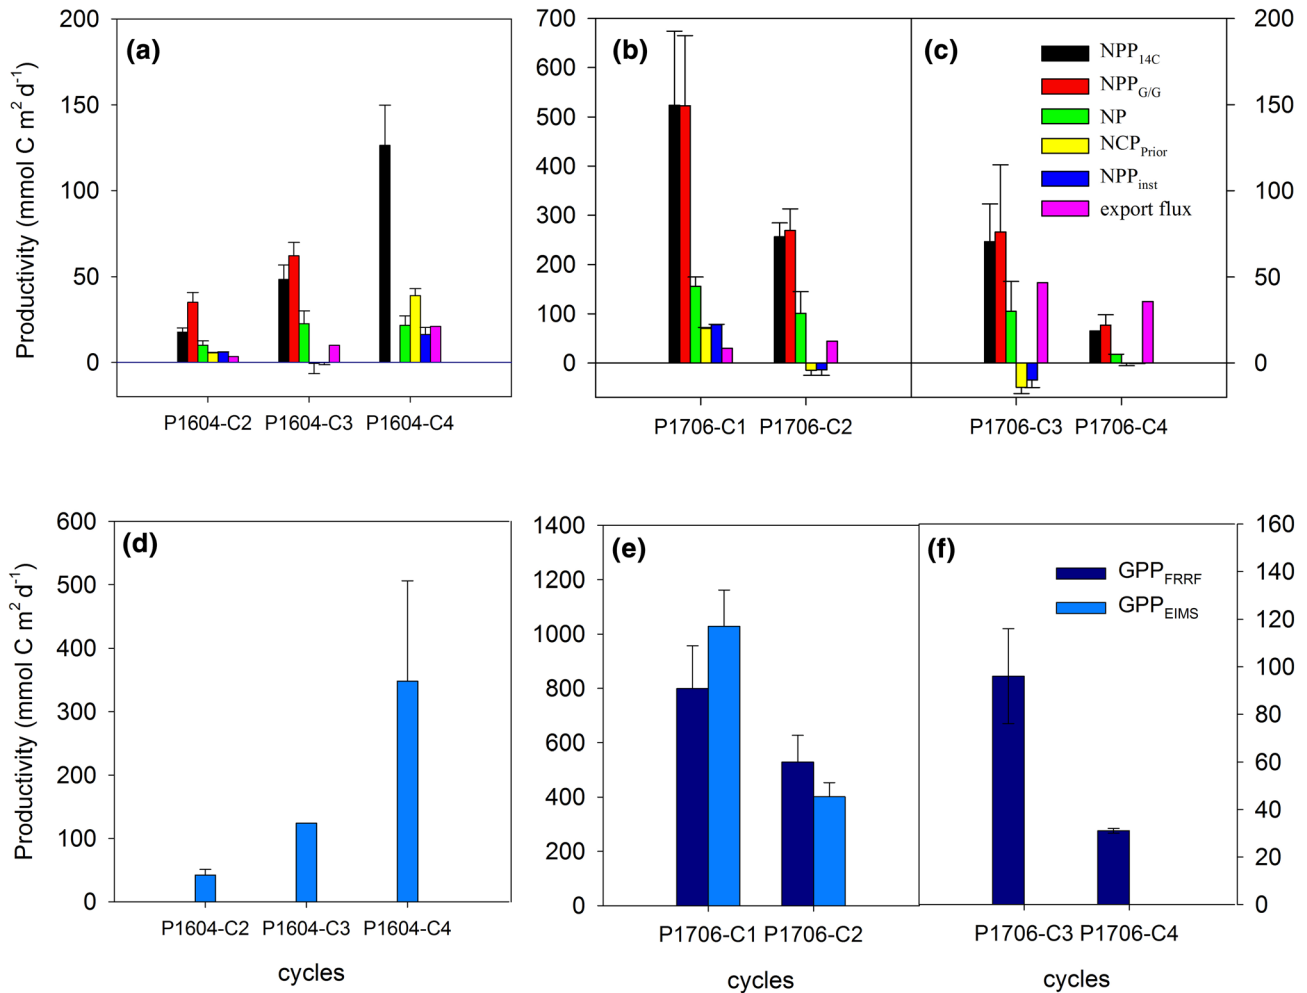 (a)
200
150
100
50
0
Productivity (mmol C m² d⁻¹)
P1604-C2 P1604-C3 P1604-C4
(b)
700
600
500
400
300
200
100
0
P1706-C1 P1706-C2
(c)
NPP14C
NPPG/G
NP
NCPPrior
NPPinst
export flux
200
150
100
50
0
P1706-C3 P1706-C4
(d)
600
500
400
300
200
100
0
Productivity (mmol C m² d⁻¹)
P1604-C2 P1604-C3 P1604-C4
cycles
(e)
1400
1200
1000
800
600
400
200
0
P1706-C1 P1706-C2
cycles
(f)
GPPFRRF
GPPEIMS
160
140
120
100
80
60
40
20
0
P1706-C3 P1706-C4
cycles